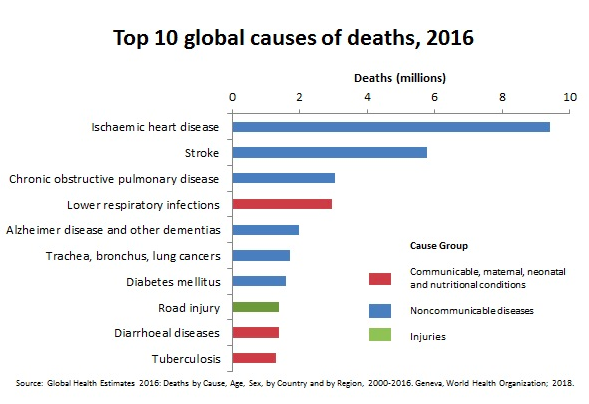 Top 10 global causes of deaths, 2016
Deaths (millions)
0 2 4 6 8 10
Ischaemic heart disease
Stroke
Chronic obstructive pulmonary disease
Lower respiratory infections
Alzheimer disease and other dementias
Trachea, bronchus, lung cancers
Diabetes mellitus
Road injury
Diarrhoeal diseases
Tuberculosis
Cause Group
Communicable, maternal, neonatal
and nutritional conditions
Noncommunicable diseases
Injuries
Source: Global Health Estimates 2016: Deaths by Cause, Age, Sex, by Country and by Region, 2000-2016. Geneva, World Health Organization; 2018.